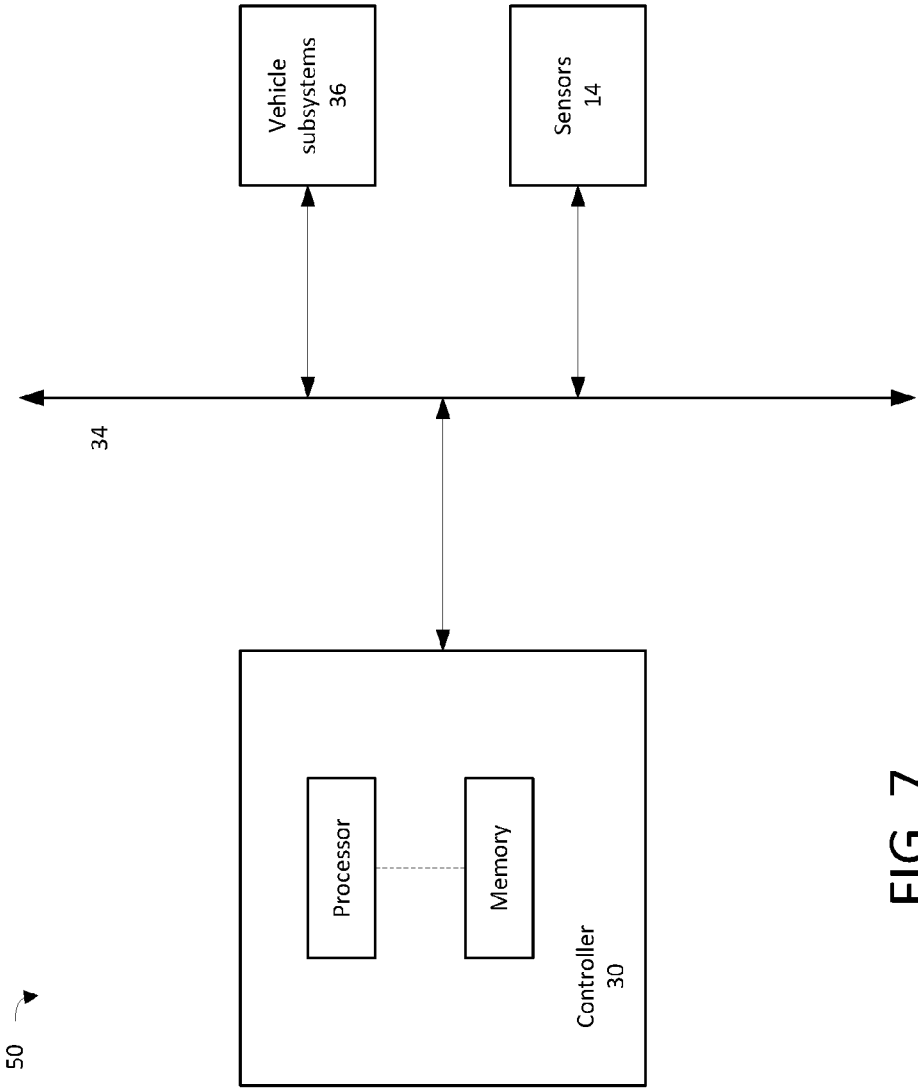 50
Controller
30
Processor
Memory
34
Vehicle
subsystems
36
Sensors
14
FIG. 7